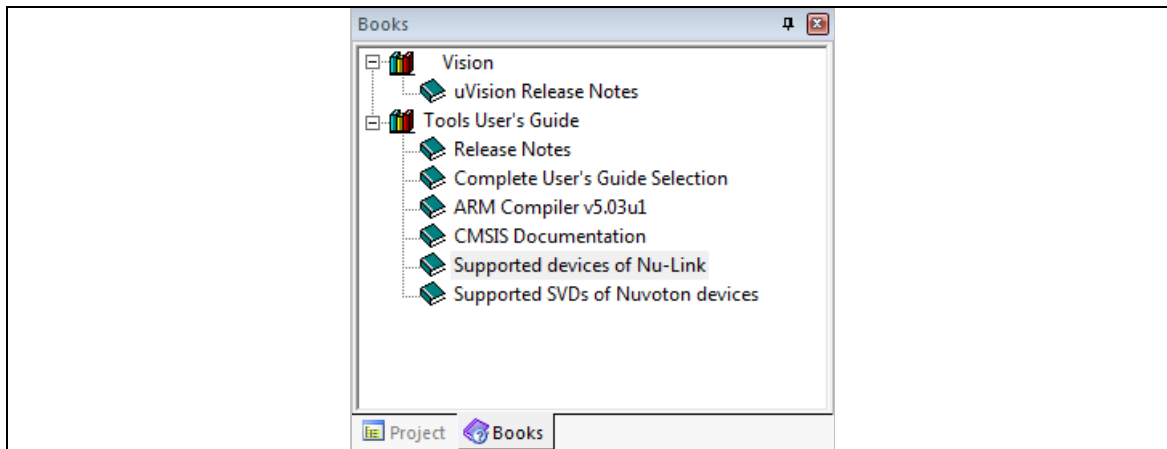 Books
Vision
uVision Release Notes
Tools User's Guide
Release Notes
Complete User's Guide Selection
ARM Compiler v5.03u1
CMSIS Documentation
Supported devices of Nu-Link
Supported SVDs of Nuvoton devices
Project Books